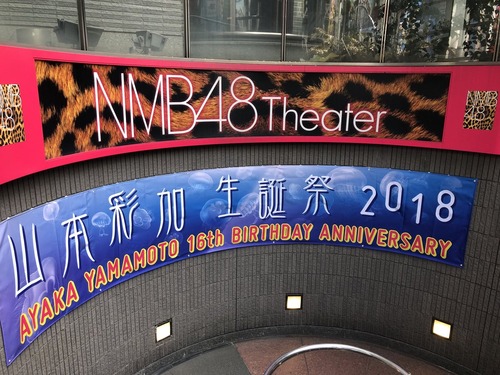 NMB48 Theater
山本彩加 生誕祭 2018
AYAKA YAMAMOTO 16th BIRTHDAY ANNIVERSARY